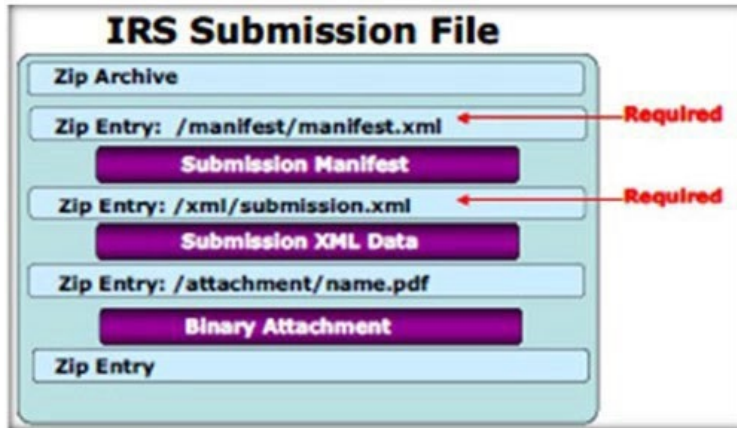 IRS Submission File
Zip Archive
Zip Entry: /manifest/manifest.xml
Required
Submission Manifest
Zip Entry: /xml/submission.xml
Required
Submission XML Data
Zip Entry: /attachment/name.pdf
Binary Attachment
Zip Entry